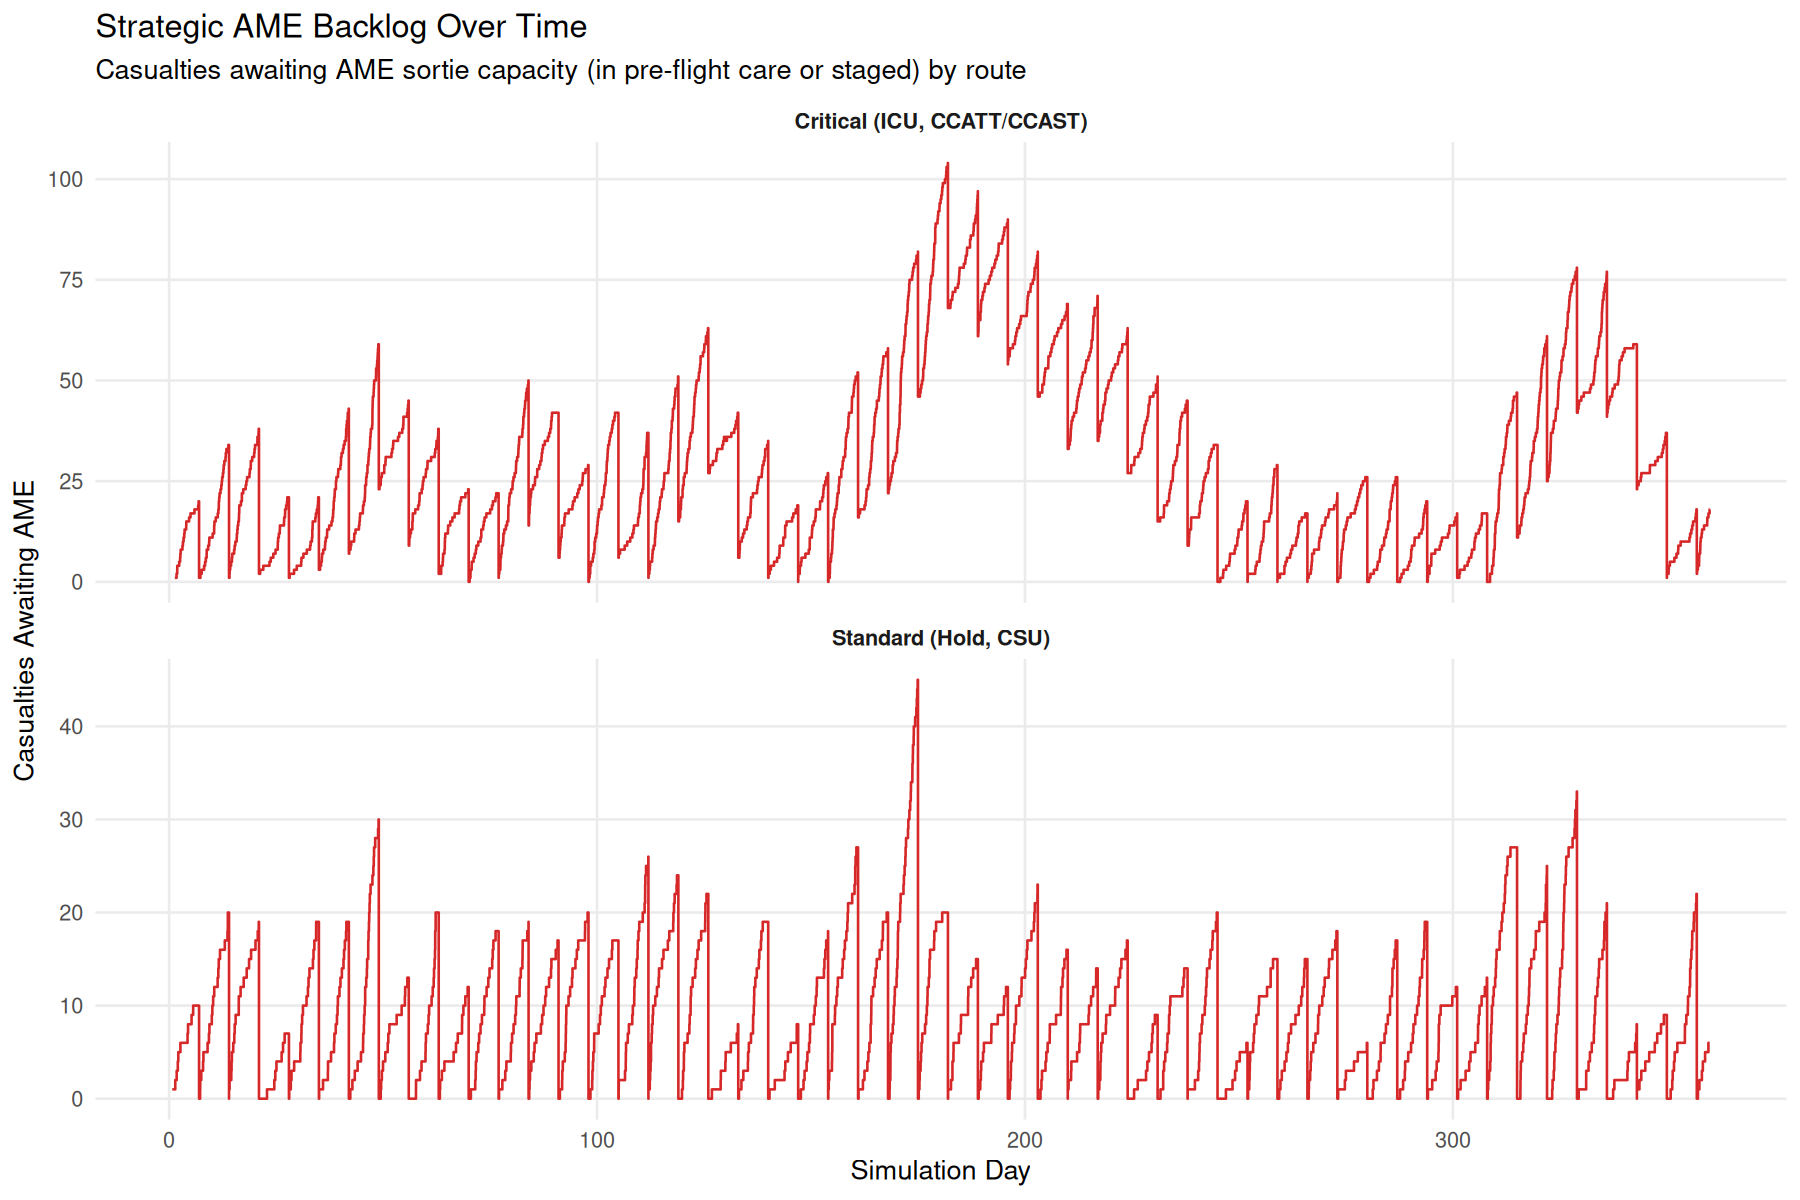 Strategic AME Backlog Over Time
Casualties awaiting AME sortie capacity (in pre-flight care or staged) by route
Critical (ICU, CCATT/CCAST)
100
75
50
25
0
Standard (Hold, CSU)
40
30
20
10
0
0 100 200 300
Simulation Day
Casualties Awaiting AME